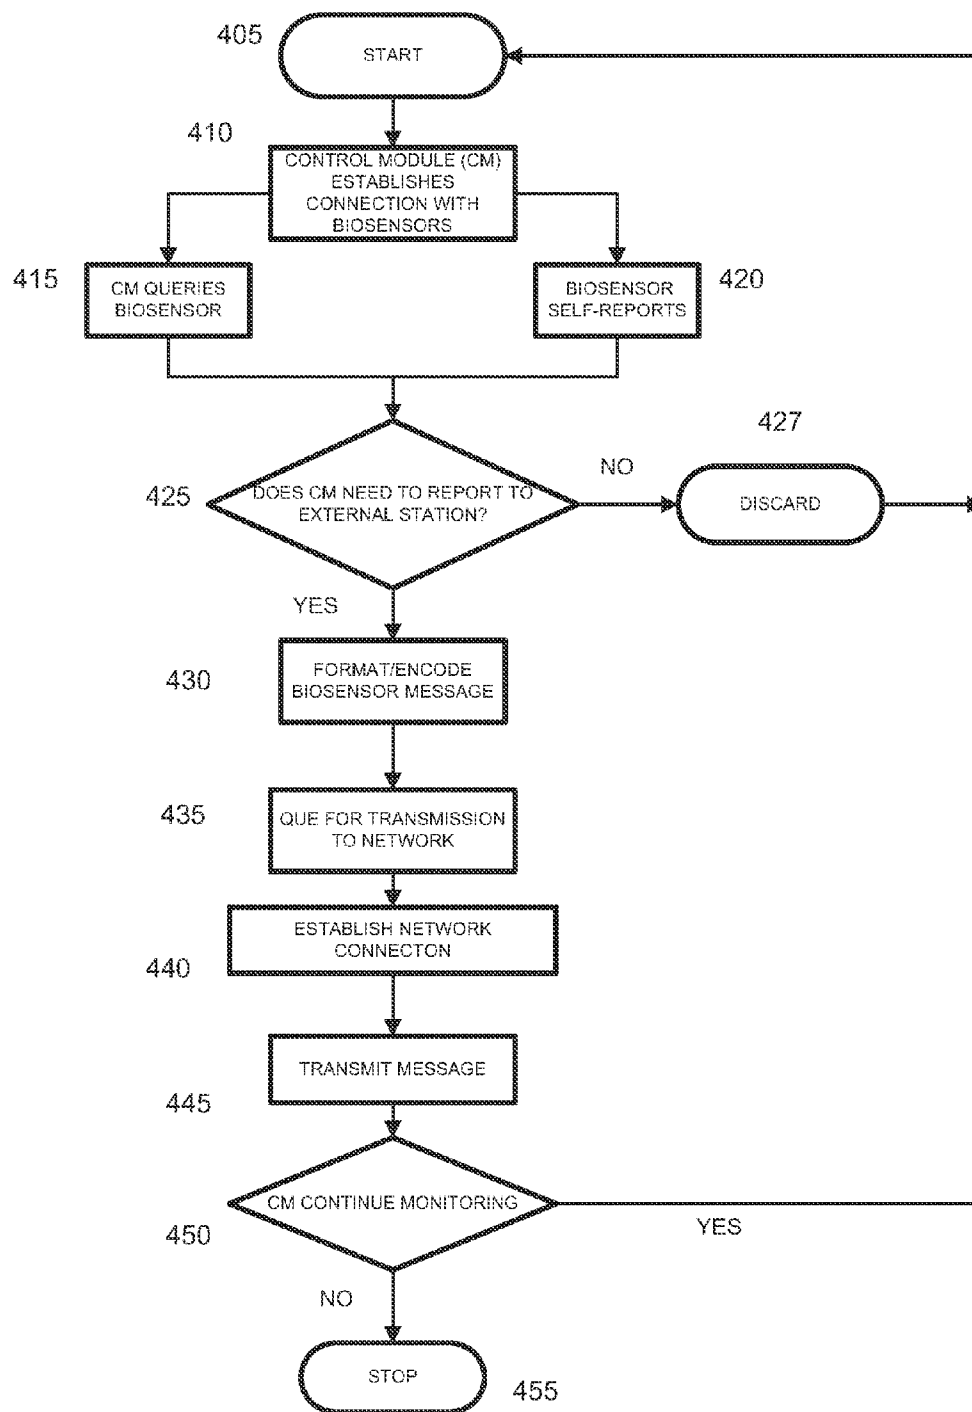 405
START
410
CONTROL MODULE (CM)
ESTABLISHES
CONNECTION WITH
BIOSENSORS
415
CM QUERIES
BIOSENSOR
BIOSENSOR
SELF-REPORTS
420
427
425
DOES CM NEED TO REPORT TO
EXTERNAL STATION?
NO
DISCARD
YES
430
FORMAT/ENCODE
BIOSENSOR MESSAGE
435
QUE FOR TRANSMISSION
TO NETWORK
ESTABLISH NETWORK
CONNECTON
440
TRANSMIT MESSAGE
445
CM CONTINUE MONITORING
450
YES
NO
STOP
455